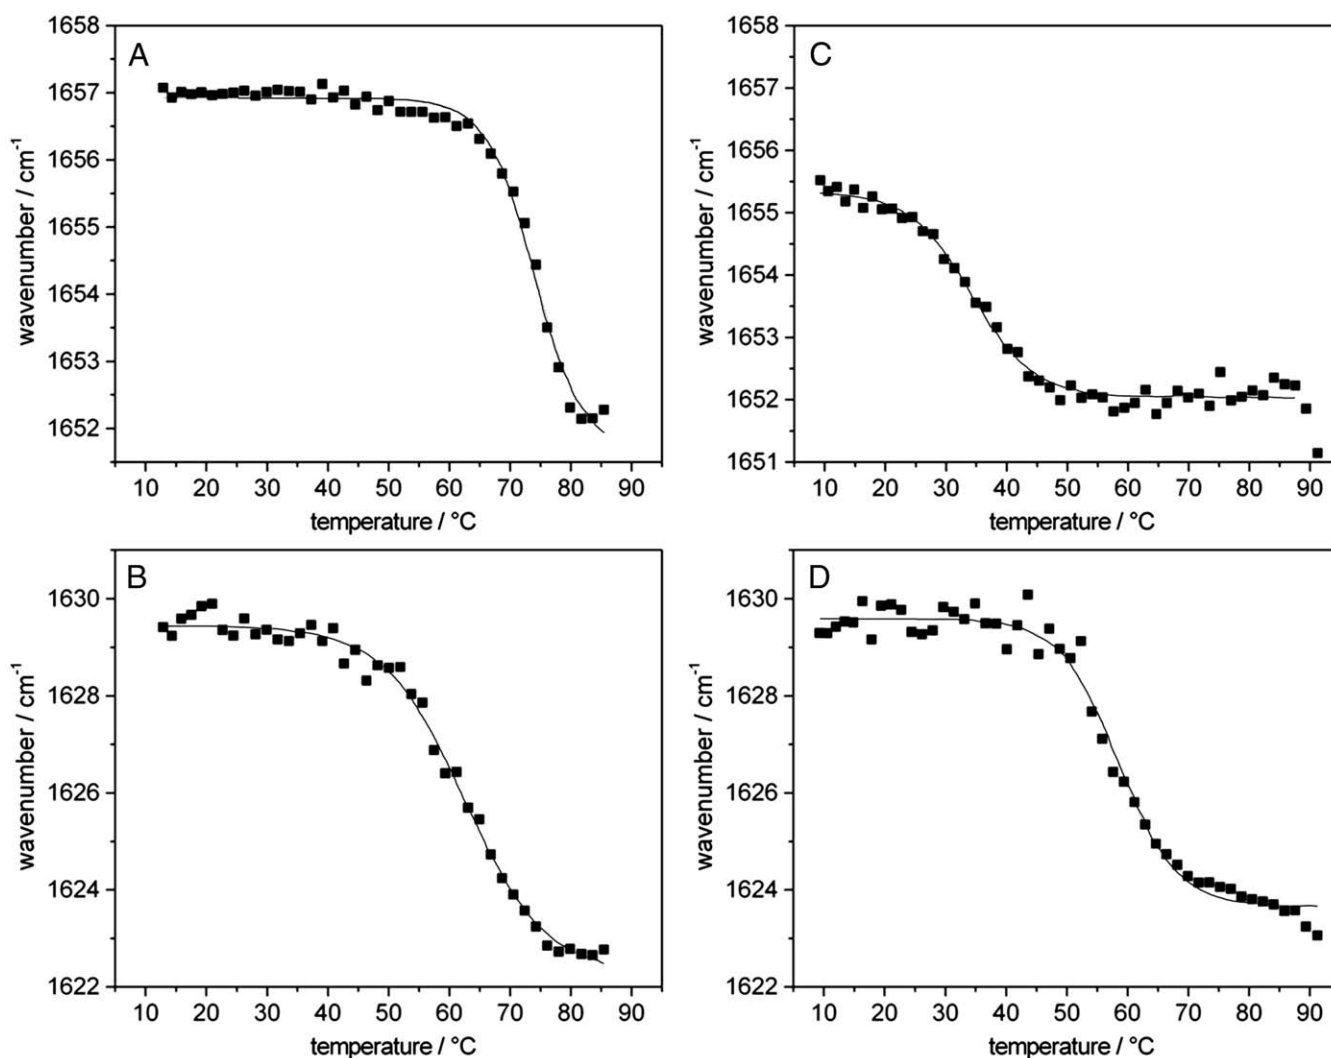 A
1658
1657
1656
1655
1654
1653
1652
wavenumber / cm⁻¹
10 20 30 40 50 60 70 80 90
temperature / °C
C
1658
1657
1656
1655
1654
1653
1652
1651
wavenumber / cm⁻¹
10 20 30 40 50 60 70 80 90
temperature / °C
B
1630
1628
1626
1624
1622
wavenumber / cm⁻¹
10 20 30 40 50 60 70 80 90
temperature / °C
D
1630
1628
1626
1624
1622
wavenumber / cm⁻¹
10 20 30 40 50 60 70 80 90
temperature / °C